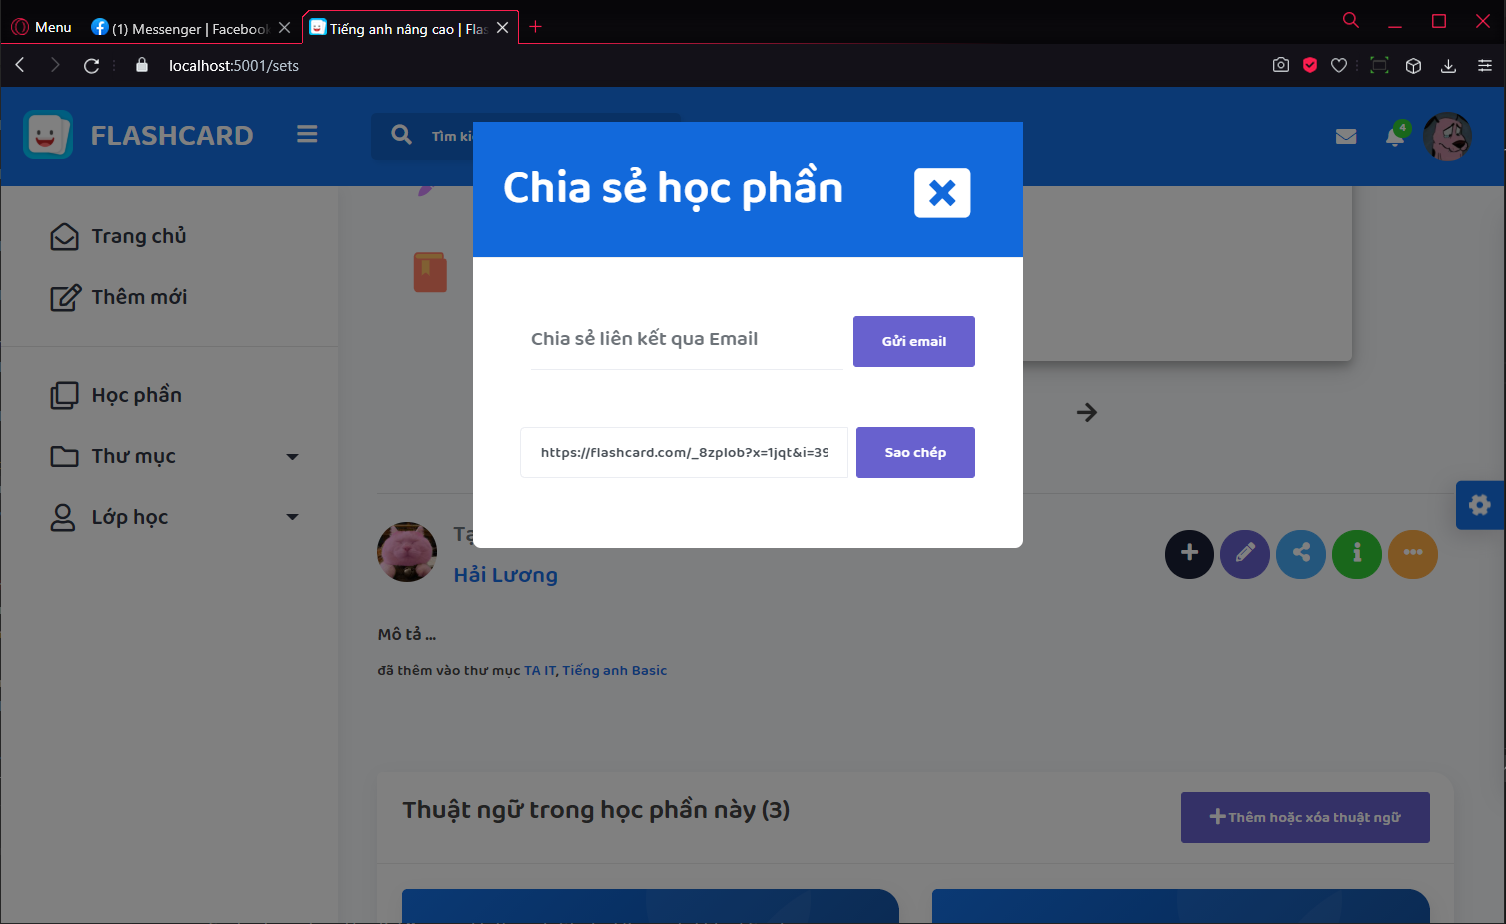 Menu
(1) Messenger | Facebook
Tiếng anh nâng cao | Flas
localhost:5001/sets
FLASHCARD
Tìm ki
4
Chia sẻ học phần
Trang chủ
Thêm mới
Chia sẻ liên kết qua Email
Gửi email
Học phần
Thư mục
https://flashcard.com/_8zplob?x=1jqt&i=39
Sao chép
Lớp học
Hải Lương
Mô tả ...
đã thêm vào thư mục TA IT, Tiếng anh Basic
Thuật ngữ trong học phần này (3)
Thêm hoặc xóa thuật ngữ